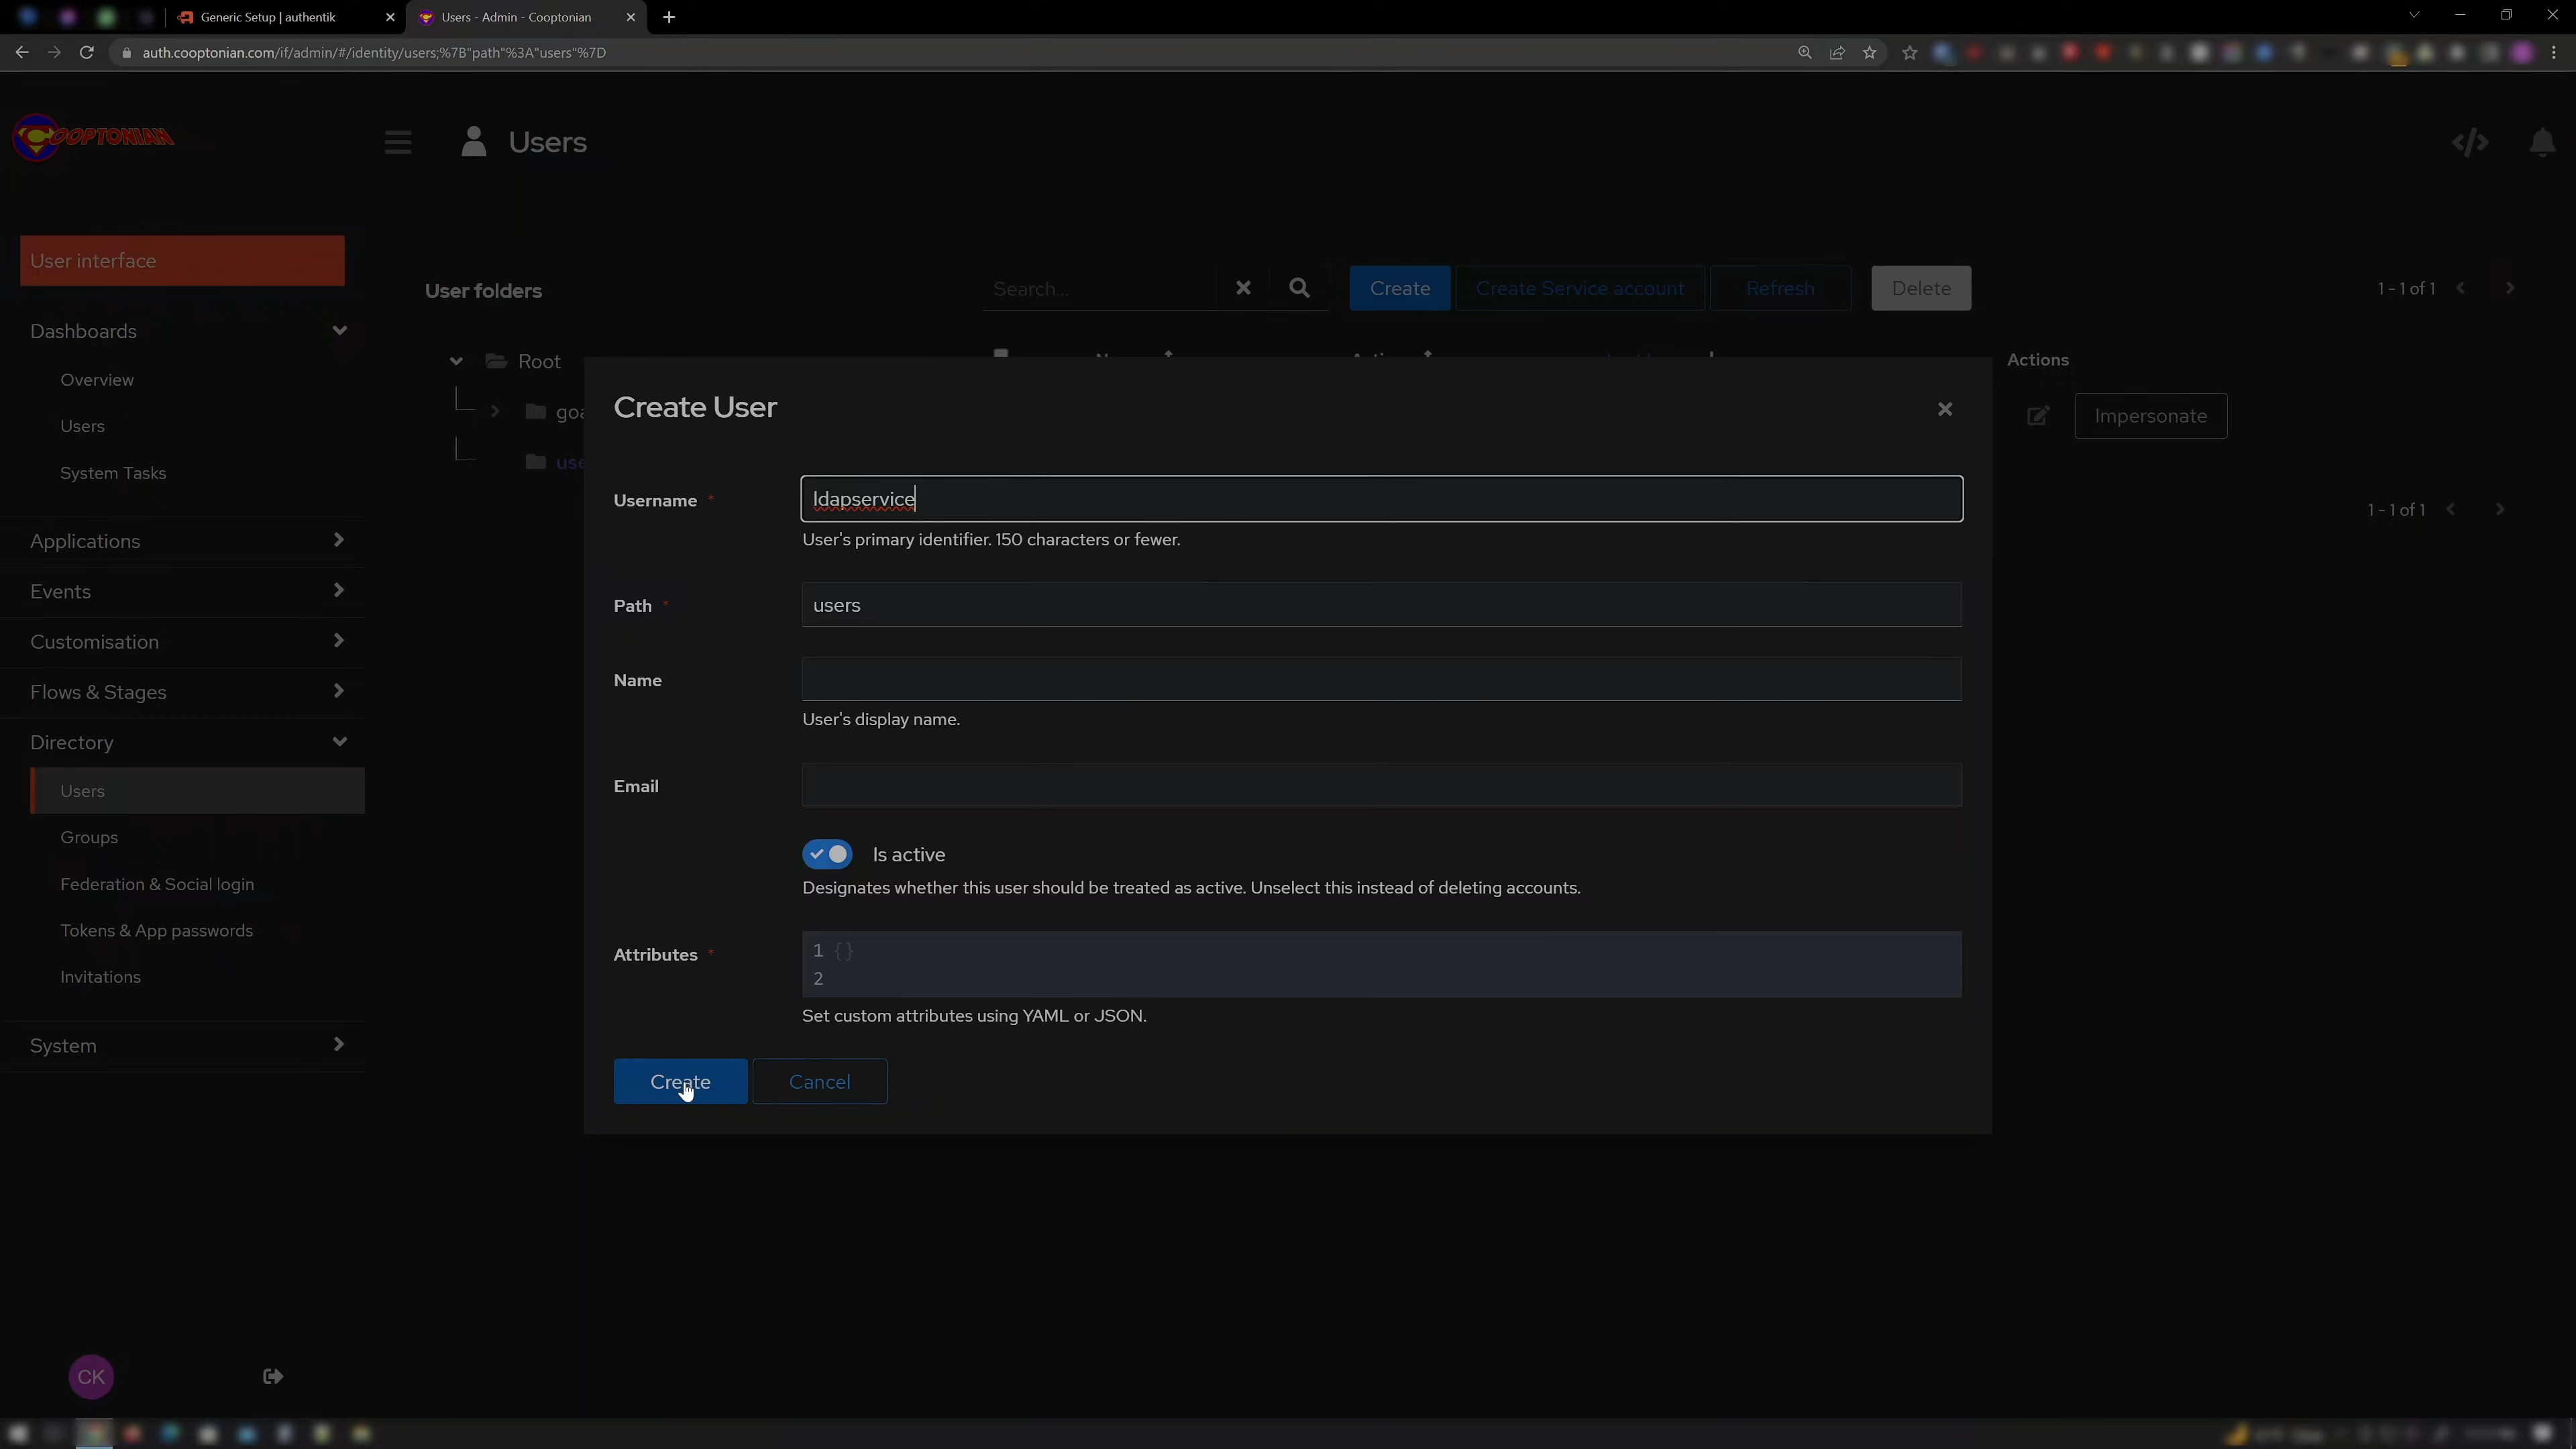 Generic Setup | authentik
Users - Admin - Cooptonian
auth.cooptonian.com/if/admin/#/identity/users;%7B"path"%3A"users"%7D
COOPTONIAN
Users
User interface
Dashboards
Overview
Users
System Tasks
Applications
Events
Customisation
Flows & Stages
Directory
Users
Groups
Federation & Social login
Tokens & App passwords
Invitations
System
CK
User folders
Root
Search...
Create
Create Service account
Refresh
Delete
1 - 1 of 1
Actions
Impersonate
1 - 1 of 1
Create User
Username *
ldapservice
User's primary identifier. 150 characters or fewer.
Path *
users
Name
User's display name.
Email
Is active
Designates whether this user should be treated as active. Unselect this instead of deleting accounts.
Attributes *
1 {}
2
Set custom attributes using YAML or JSON.
Create
Cancel